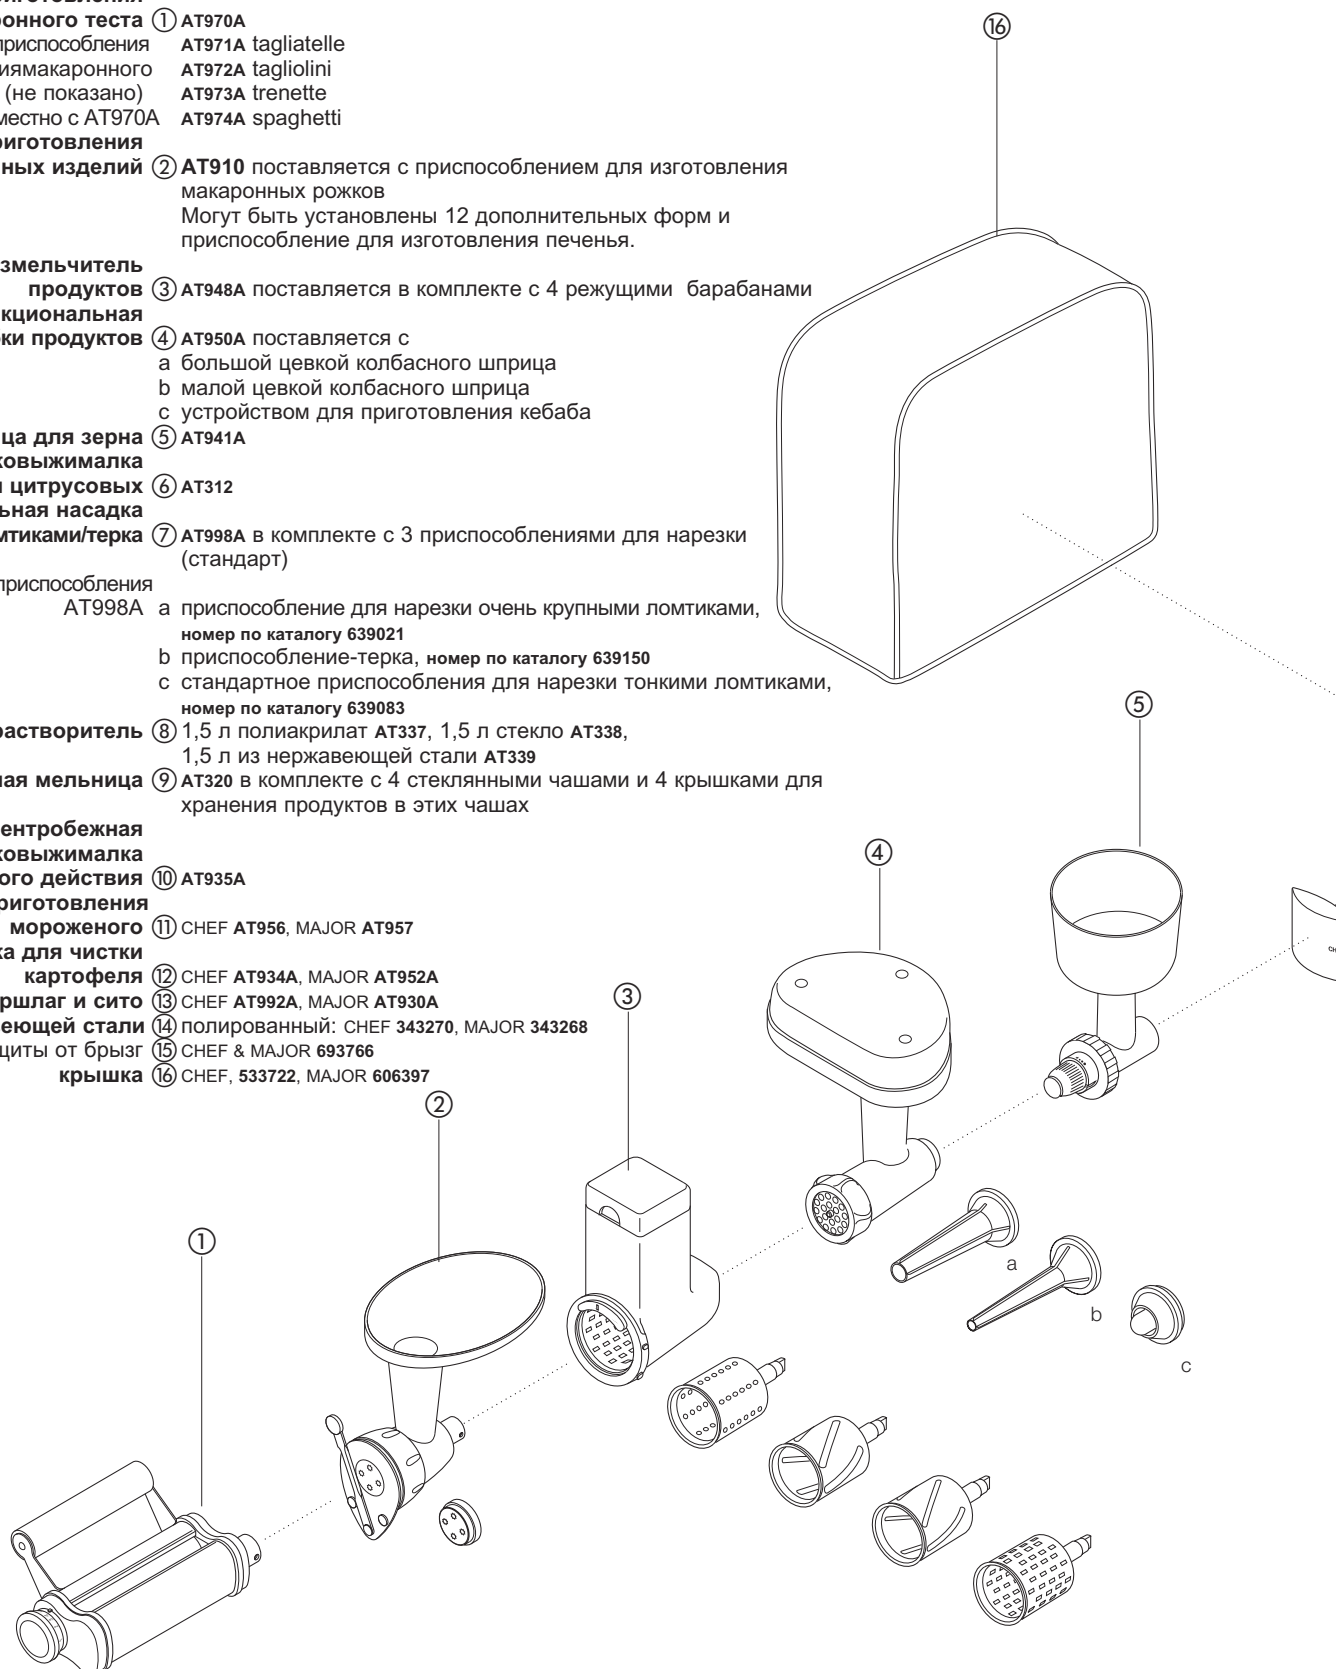 онного теста ① AT970A
приспособления AT971A tagliatelle
иямакаронного AT972A tagliolini
(не показано) AT973A trenette
местно с AT970A AT974A spaghetti
риготовления
ных изделий ② AT910 поставляется с приспособлением для изготовления
макаронных рожков
Могут быть установлены 12 дополнительных форм и
приспособление для изготовления печенья.
змельчитель
продуктов ③ AT948A поставляется в комплекте с 4 режущими барабанами
кциональная
ки продуктов ④ AT950A поставляется с
a большой цевкой колбасного шприца
b малой цевкой колбасного шприца
c устройством для приготовления кебаба
ца для зерна ⑤ AT941A
ковыжималка
и цитрусовых ⑥ AT312
ьная насадка
мтиками/терка ⑦ AT998A в комплекте с 3 приспособлениями для нарезки
(стандарт)
приспособления
AT998A a приспособление для нарезки очень крупными ломтиками,
номер по каталогу 639021
b приспособление-терка, номер по каталогу 639150
c стандартное приспособления для нарезки тонкими ломтиками,
номер по каталогу 639083
растворитель ⑧ 1,5 л полиакрилат AT337, 1,5 л стекло AT338,
1,5 л из нержавеющей стали AT339
ная мельница ⑨ AT320 в комплекте с 4 стеклянными чашами и 4 крышками для
хранения продуктов в этих чашах
ентробежная
ковыжималка
ого действия ⑩ AT935A
риготовления
мороженого ⑪ CHEF AT956, MAJOR AT957
ка для чистки
картофеля ⑫ CHEF AT934A, MAJOR AT952A
ршлаг и сито ⑬ CHEF AT992A, MAJOR AT930A
еющей стали ⑭ полированный: CHEF 343270, MAJOR 343268
щиты от брызг ⑮ CHEF & MAJOR 693766
крышка ⑯ CHEF, 533722, MAJOR 606397
⑯
⑤
④
③
②
①
a
b
c
CH